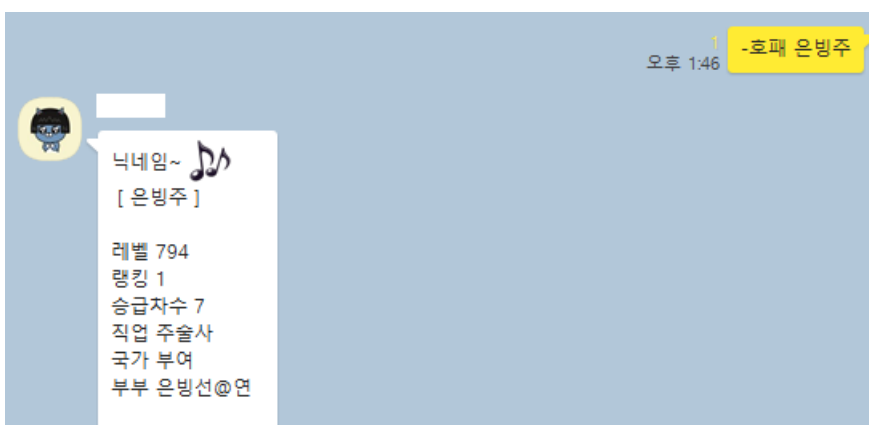 -호패 은빙주
1
오후 1:46
닉네임~
[ 은빙주 ]
레벨 794
랭킹 1
승급차수 7
직업 주술사
국가 부여
부부 은빙선@연